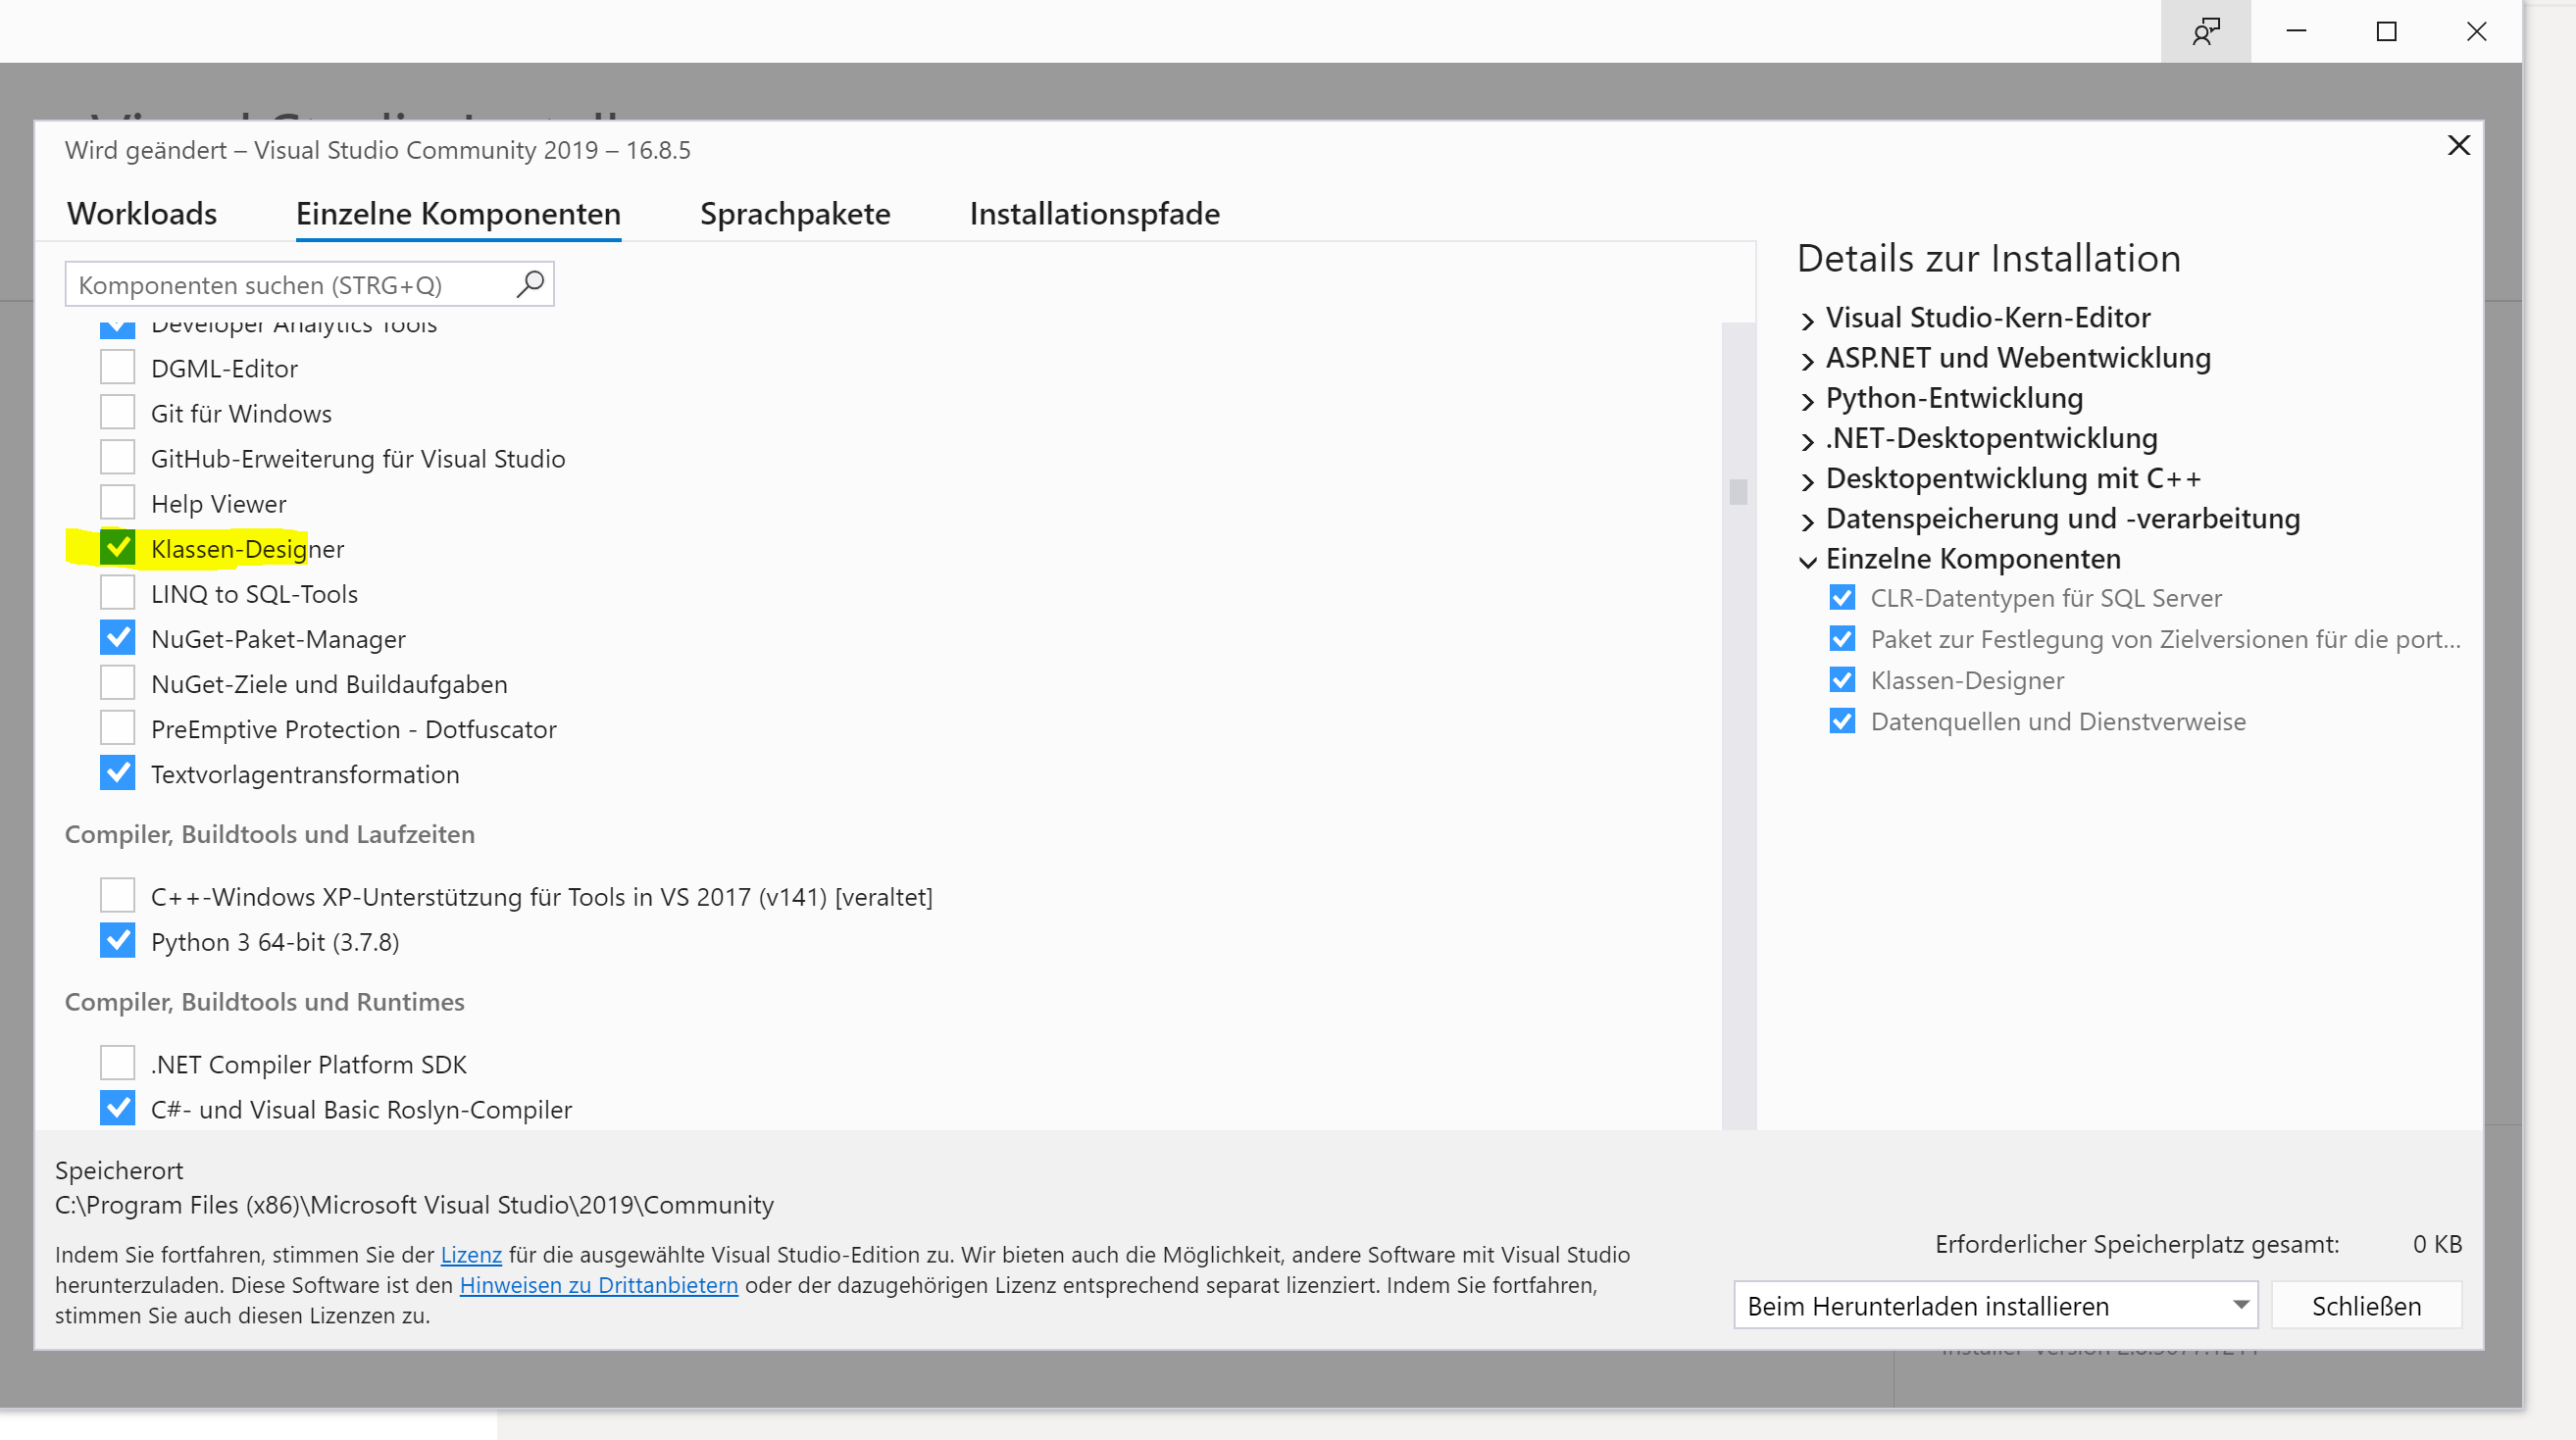 Wird geändert – Visual Studio Community 2019 – 16.8.5
Workloads
Einzelne Komponenten
Sprachpakete
Installationspfade
Komponenten suchen (STRG+Q)
Developer Analytics Tools
DGML-Editor
Git für Windows
GitHub-Erweiterung für Visual Studio
Help Viewer
Klassen-Designer
LINQ to SQL-Tools
NuGet-Paket-Manager
NuGet-Ziele und Buildaufgaben
PreEmptive Protection - Dotfuscator
Textvorlagentransformation
Compiler, Buildtools und Laufzeiten
C++-Windows XP-Unterstützung für Tools in VS 2017 (v141) [veraltet]
Python 3 64-bit (3.7.8)
Compiler, Buildtools und Runtimes
.NET Compiler Platform SDK
C#- und Visual Basic Roslyn-Compiler
Details zur Installation
Visual Studio-Kern-Editor
ASP.NET und Webentwicklung
Python-Entwicklung
.NET-Desktopentwicklung
Desktopentwicklung mit C++
Datenspeicherung und -verarbeitung
Einzelne Komponenten
CLR-Datentypen für SQL Server
Paket zur Festlegung von Zielversionen für die port...
Klassen-Designer
Datenquellen und Dienstverweise
Speicherort
C:\Program Files (x86)\Microsoft Visual Studio\2019\Community
Indem Sie fortfahren, stimmen Sie der Lizenz für die ausgewählte Visual Studio-Edition zu. Wir bieten auch die Möglichkeit, andere Software mit Visual Studio
herunterzuladen. Diese Software ist den Hinweisen zu Drittanbietern oder der dazugehörigen Lizenz entsprechend separat lizenziert. Indem Sie fortfahren,
stimmen Sie auch diesen Lizenzen zu.
Erforderlicher Speicherplatz gesamt: 0 KB
Beim Herunterladen installieren
Schließen